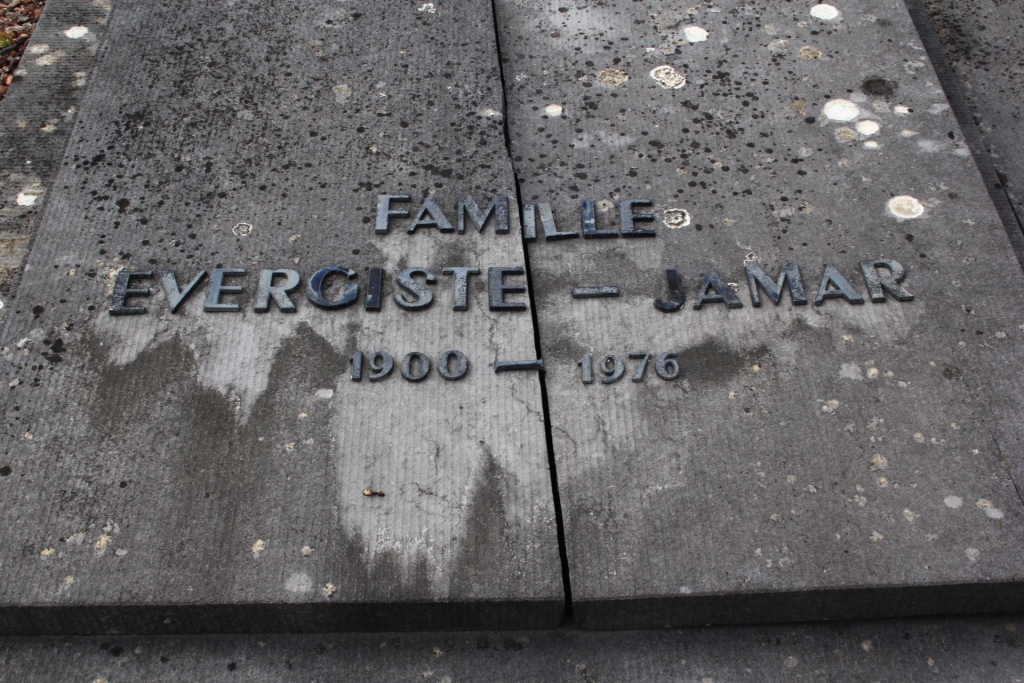 FAMILLE
EVERGISTE - JAMAR
1900 - 1976